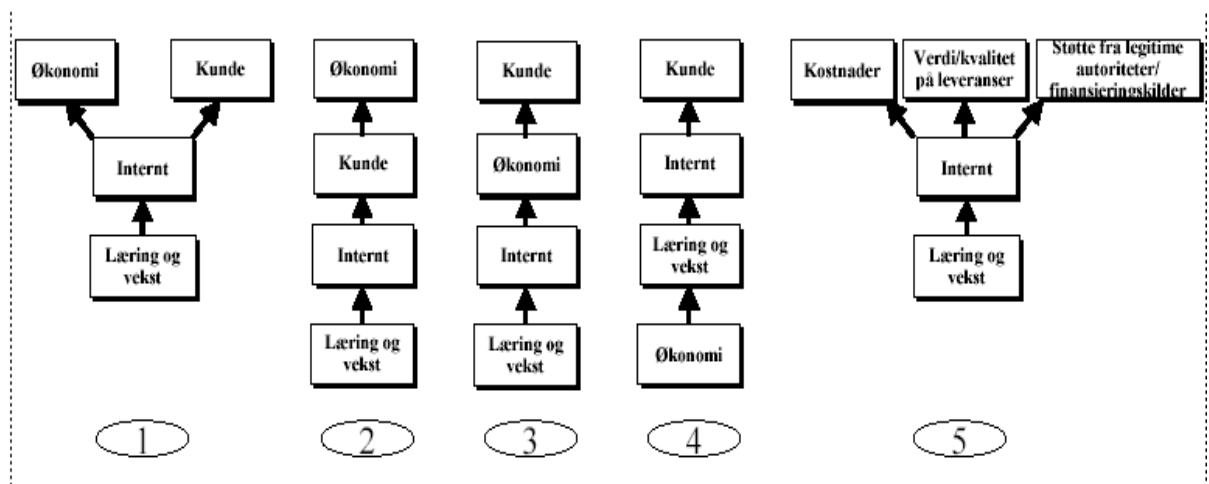 Økonomi
Kunde
Internt
Læring og
vekst
1
Økonomi
Kunde
Internt
Læring og
vekst
2
Kunde
Økonomi
Internt
Læring og
vekst
3
Kunde
Internt
Læring og
vekst
Økonomi
4
Kostnader
Verdi/kvalitet
på leveranser
Støtte fra legitime
autoriteter/
finansieringskilder
Internt
Læring og
vekst
5